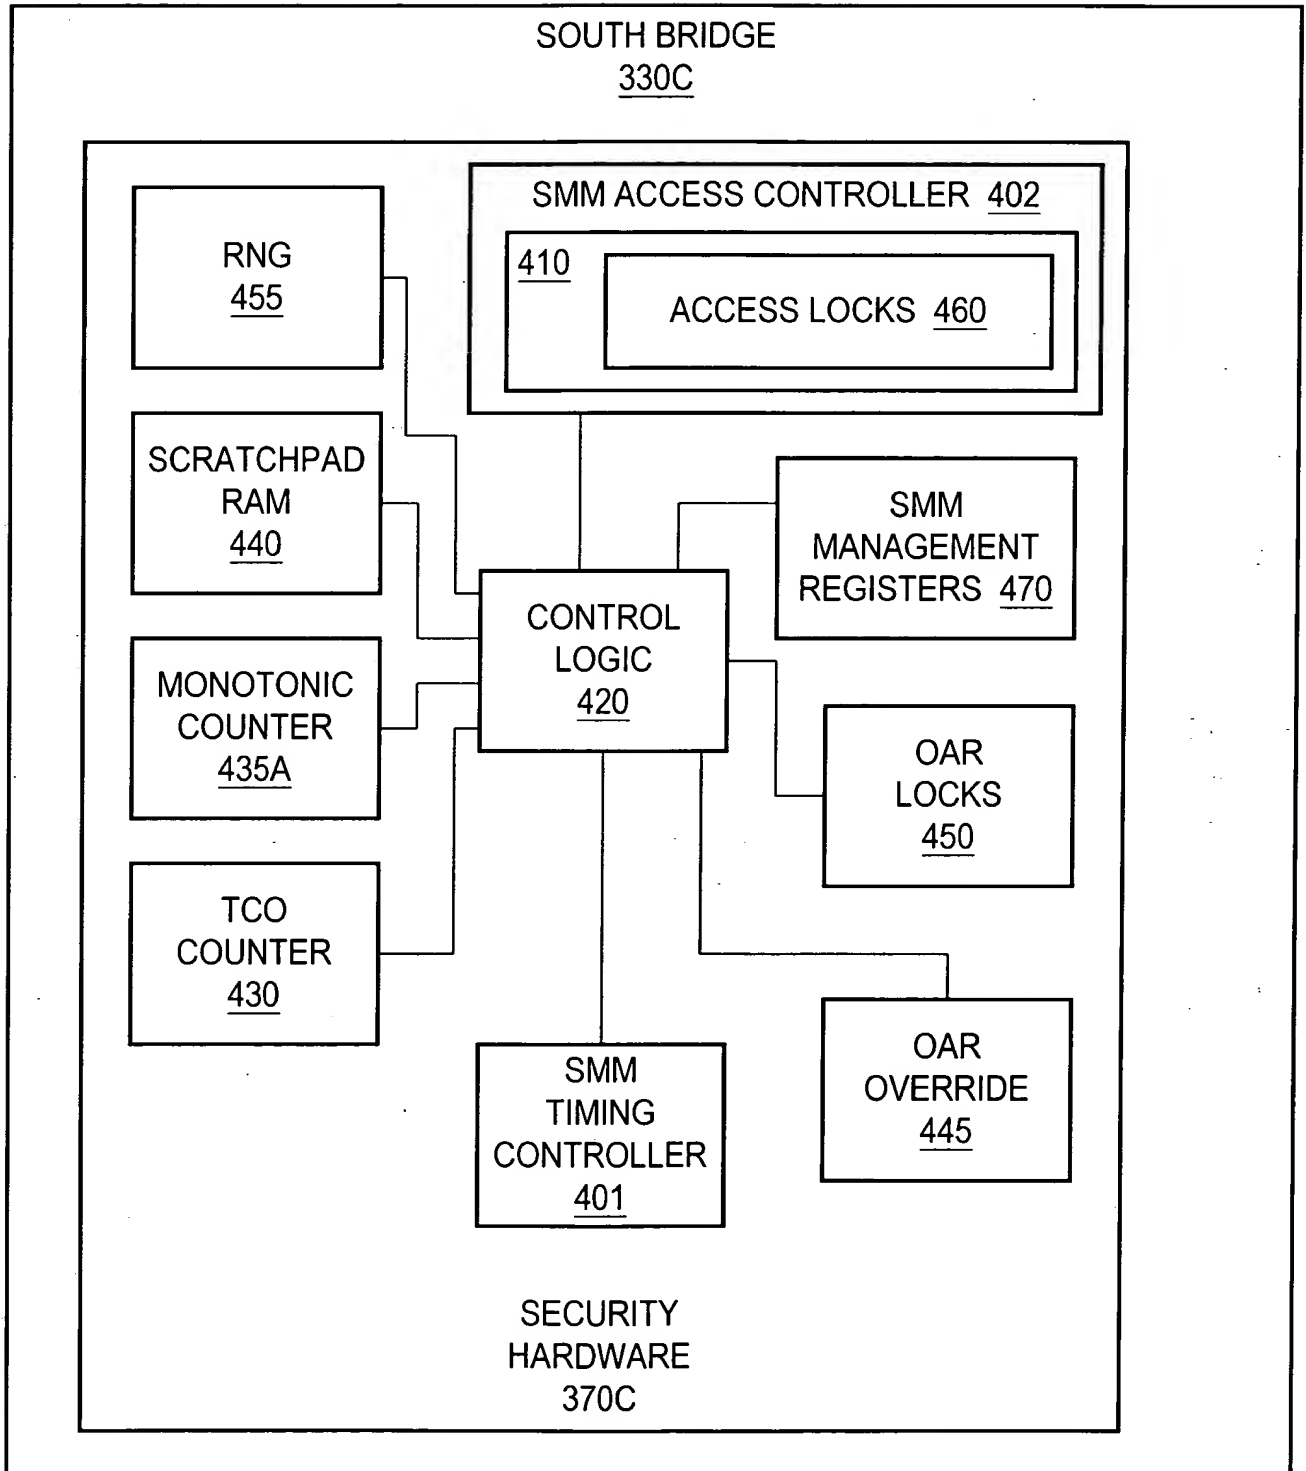 SOUTH BRIDGE
330C
SMM ACCESS CONTROLLER 402
410
ACCESS LOCKS 460
RNG
455
SCRATCHPAD
RAM
440
SMM
MANAGEMENT
REGISTERS 470
CONTROL
LOGIC
420
MONOTONIC
COUNTER
435A
OAR
LOCKS
450
TCO
COUNTER
430
SMM
TIMING
CONTROLLER
401
OAR
OVERRIDE
445
SECURITY
HARDWARE
370C